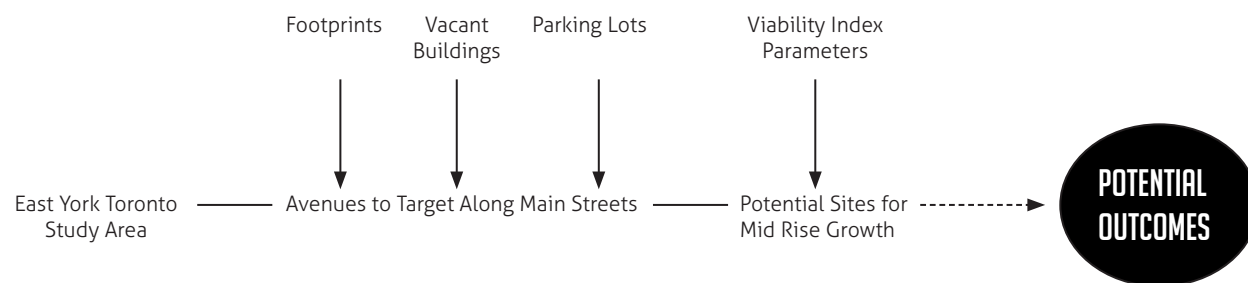 Footprints
Vacant
Buildings
Parking Lots
Viability Index
Parameters
East York Toronto
Study Area
Avenues to Target Along Main Streets
Potential Sites for
Mid Rise Growth
POTENTIAL
OUTCOMES